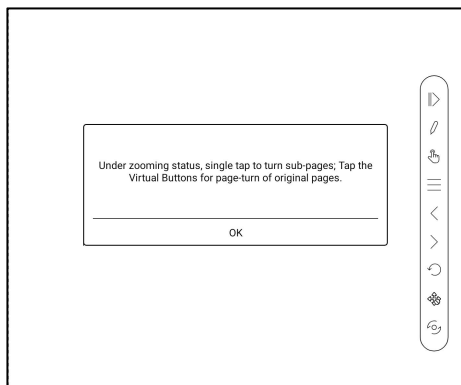 Under zooming status, single tap to turn sub-pages; Tap the
Virtual Buttons for page-turn of original pages.
OK